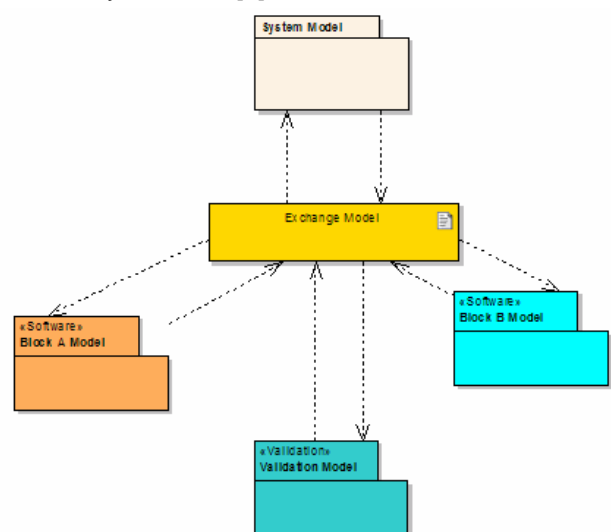 System Model
Exchange Model
«Software»
Block A Model
«Software»
Block B Model
«Validation»
Validation Model